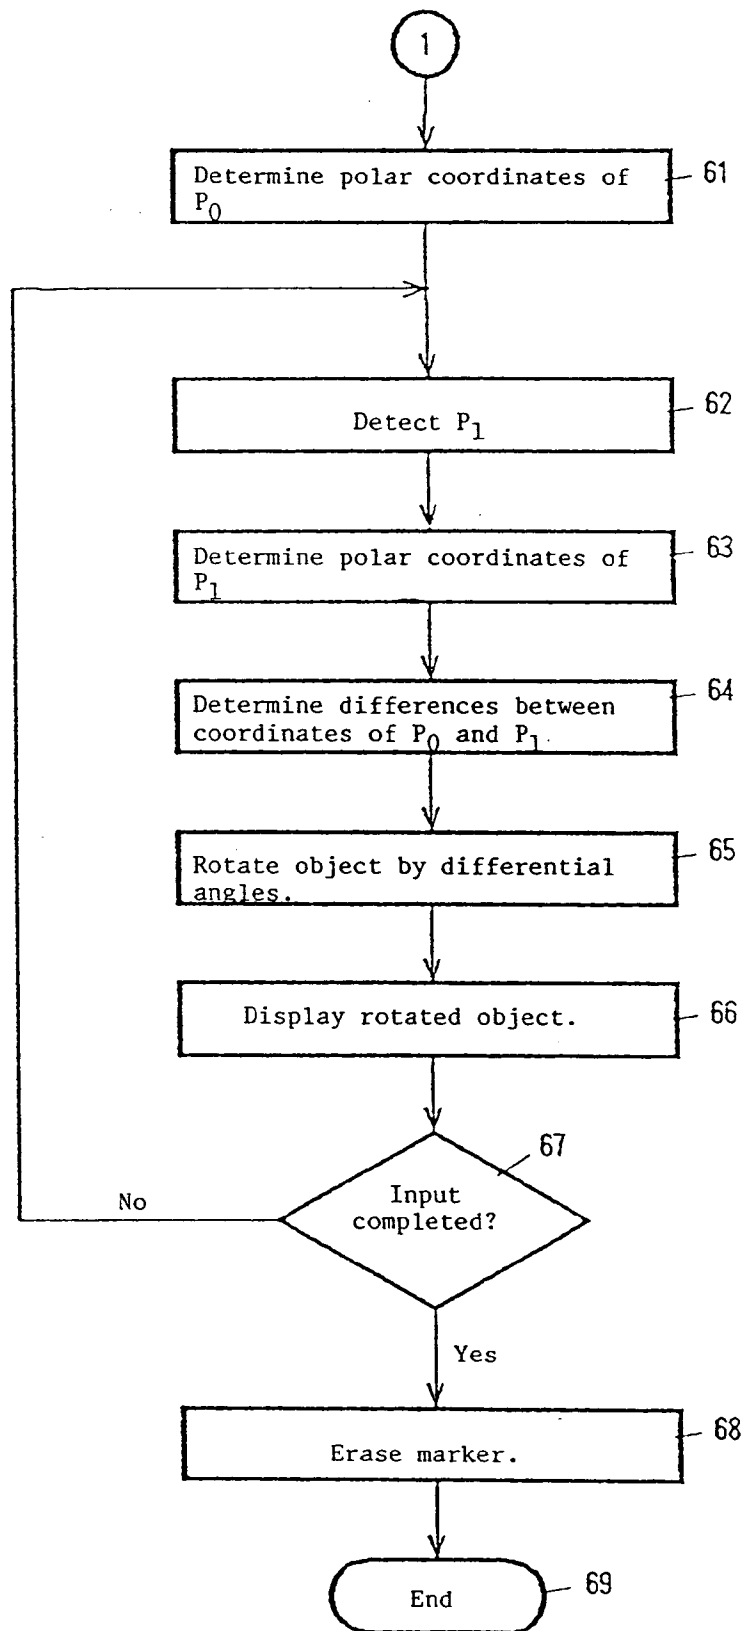 1
Determine polar coordinates of
P0
61
Detect P1
62
Determine polar coordinates of
P1
63
Determine differences between
coordinates of P0 and P1.
64
Rotate object by differential
angles.
65
Display rotated object.
66
Input
completed?
67
No
Yes
Erase marker.
68
End
69